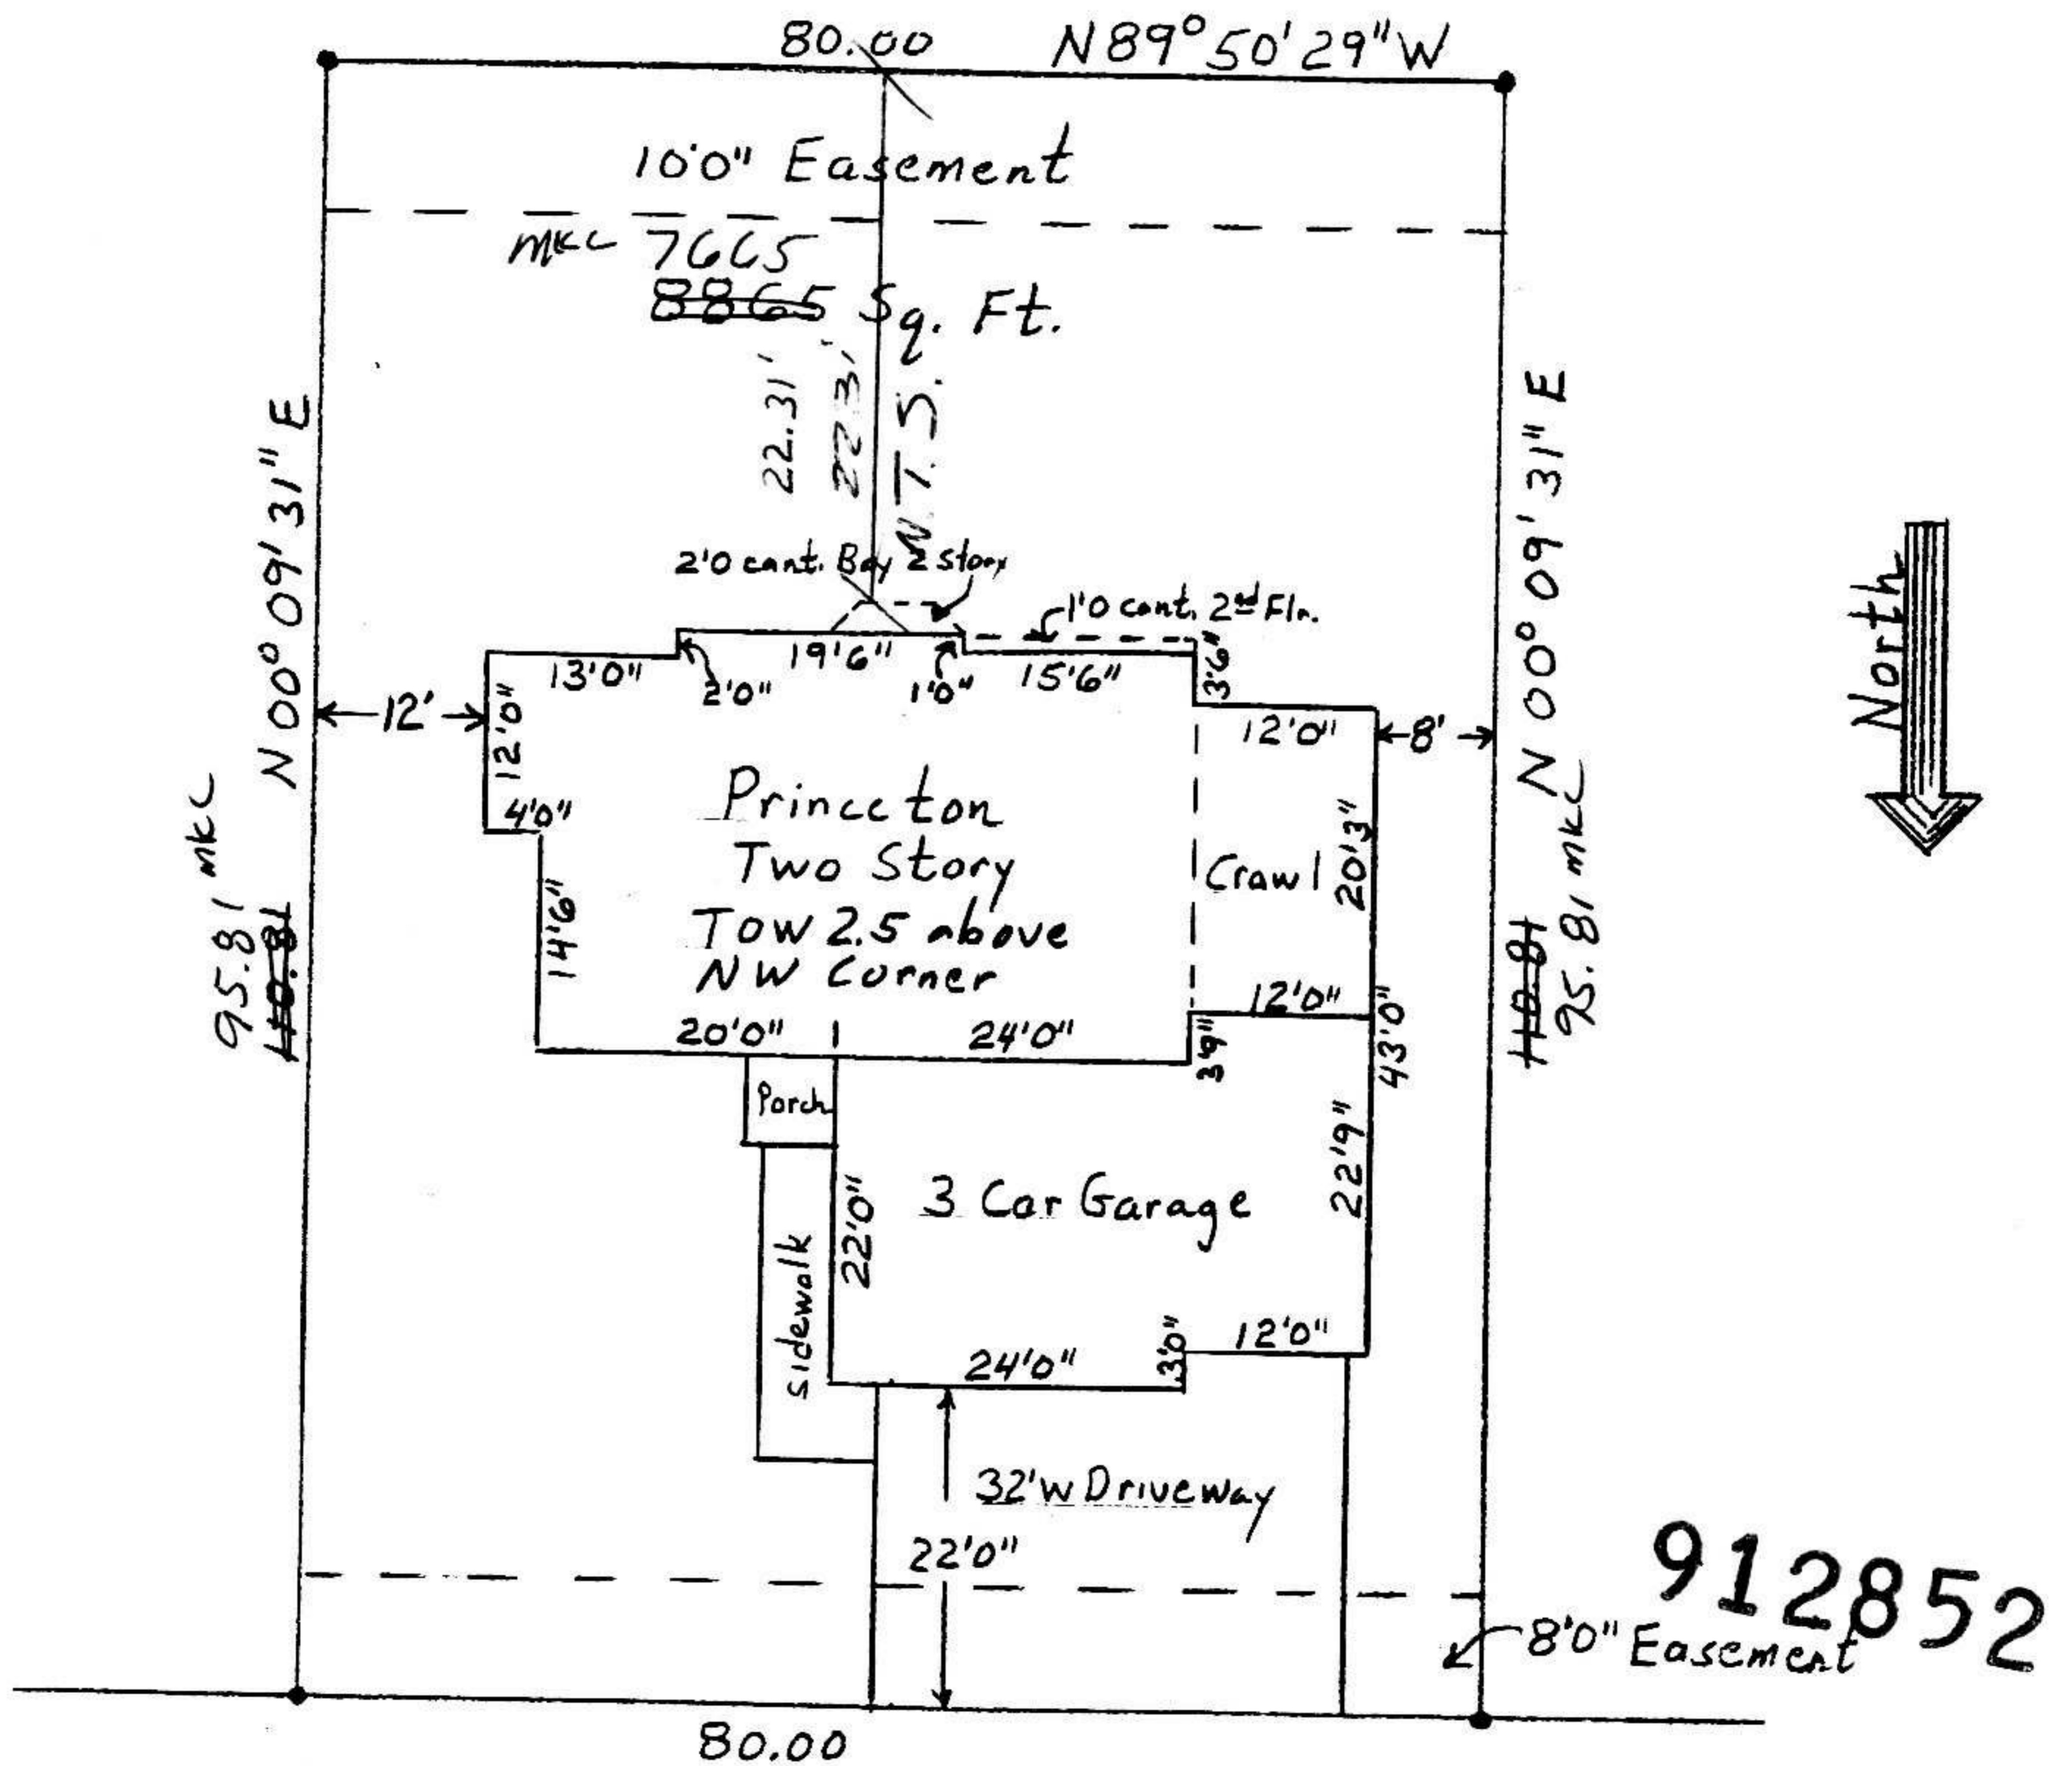 80.00 N89°50'29"W
10'0" Easement
MKC 7665
8865 Sq. Ft.
22.31'
22.31'
N.T.S.
N 00° 09' 31" E
N 00° 09' 31" E
95.81 MKC
110.81
110.81
95.81 MKC
North
2'0 cant. Bay 2 Story
1'0 cant. 2nd Flr.
13'0"
2'0"
19'6"
1'0"
15'6"
3'6"
12'
12'0"
12'0"
8'
4'0"
Princeton
Two Story
Tow 2.5 above
NW Corner
Crawl
20'3"
14'6"
20'0"
24'0"
12'0"
3'9"
43'0"
Porch
3 Car Garage
22'9"
22'0"
Sidewalk
24'0"
3'0"
12'0"
32'W Driveway
22'0"
912852
8'0" Easement
80.00